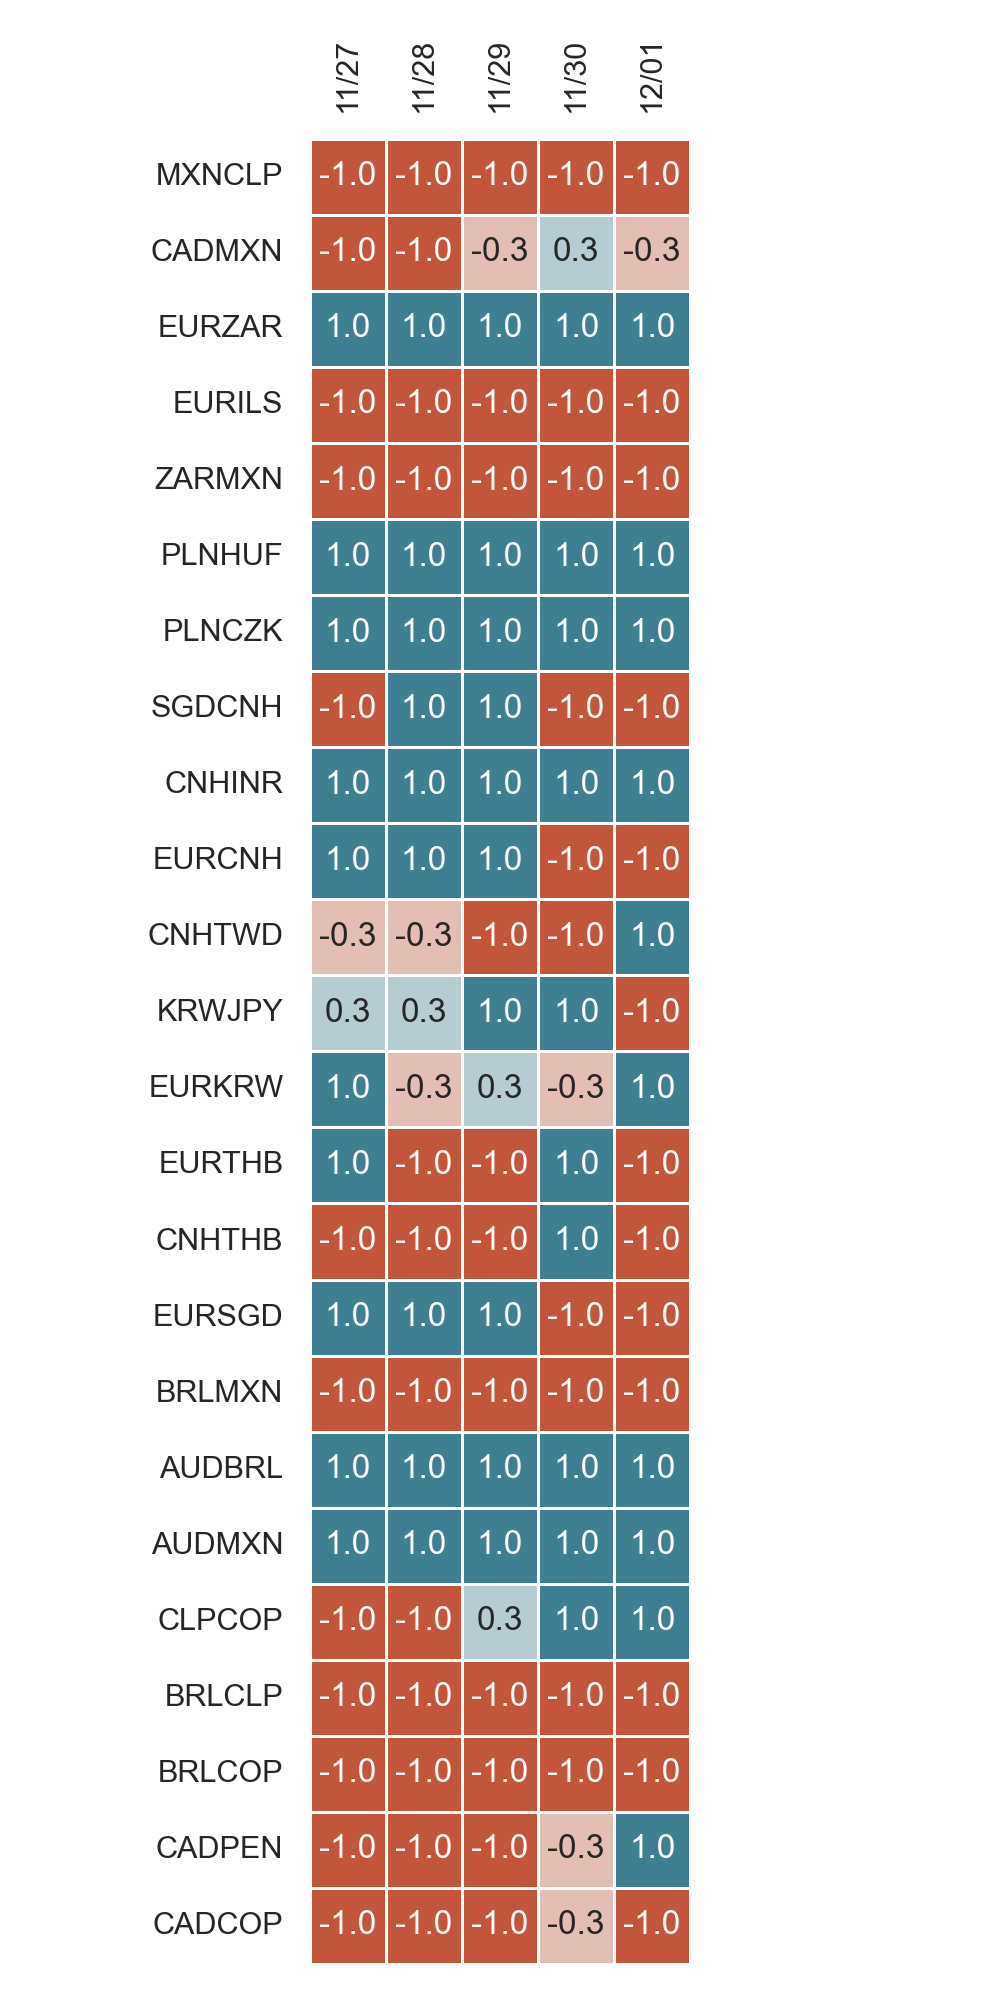 11/27 11/28 11/29 11/30 12/01
MXNCLP -1.0 -1.0 -1.0 -1.0 -1.0
CADMXN -1.0 -1.0 -0.3 0.3 -0.3
EURZAR 1.0 1.0 1.0 1.0 1.0
EURILS -1.0 -1.0 -1.0 -1.0 -1.0
ZARMXN -1.0 -1.0 -1.0 -1.0 -1.0
PLNHUF 1.0 1.0 1.0 1.0 1.0
PLNCZK 1.0 1.0 1.0 1.0 1.0
SGDCNH -1.0 1.0 1.0 -1.0 -1.0
CNHINR 1.0 1.0 1.0 1.0 1.0
EURCNH 1.0 1.0 1.0 -1.0 -1.0
CNHTWD -0.3 -0.3 -1.0 -1.0 1.0
KRWJPY 0.3 0.3 1.0 1.0 -1.0
EURKRW 1.0 -0.3 0.3 -0.3 1.0
EURTHB 1.0 -1.0 -1.0 1.0 -1.0
CNHTHB -1.0 -1.0 -1.0 1.0 -1.0
EURSGD 1.0 1.0 1.0 -1.0 -1.0
BRLMXN -1.0 -1.0 -1.0 -1.0 -1.0
AUDBRL 1.0 1.0 1.0 1.0 1.0
AUDMXN 1.0 1.0 1.0 1.0 1.0
CLPCOP -1.0 -1.0 0.3 1.0 1.0
BRLCLP -1.0 -1.0 -1.0 -1.0 -1.0
BRLCOP -1.0 -1.0 -1.0 -1.0 -1.0
CADPEN -1.0 -1.0 -1.0 -0.3 1.0
CADCOP -1.0 -1.0 -1.0 -0.3 -1.0